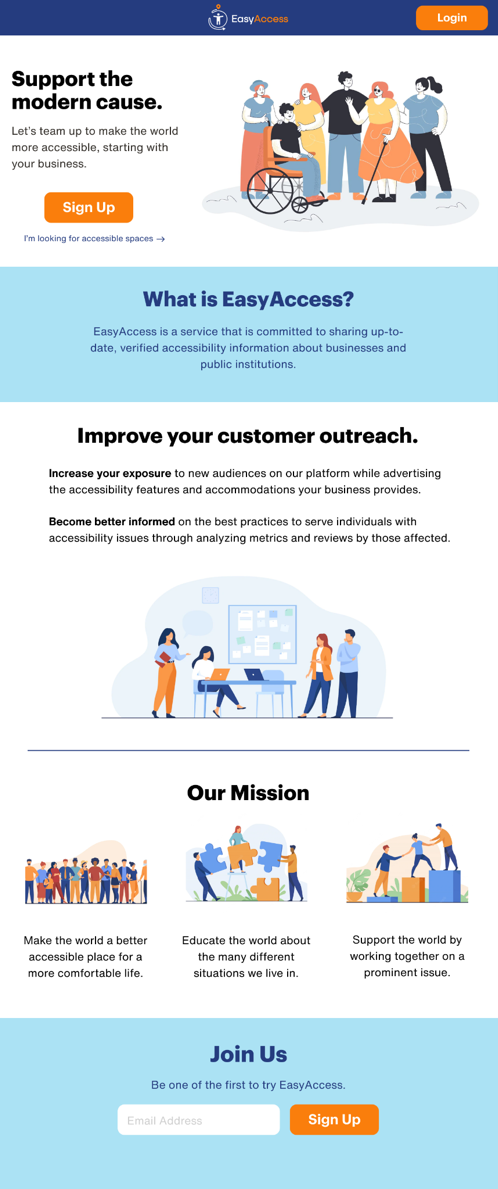 EasyAccess
Login
Support the
modern cause.
Let's team up to make the world
more accessible, starting with
your business.
Sign Up
I'm looking for accessible spaces →
What is EasyAccess?
EasyAccess is a service that is committed to sharing up-to-
date, verified accessibility information about businesses and
public institutions.
Improve your customer outreach.
Increase your exposure to new audiences on our platform while advertising
the accessibility features and accommodations your business provides.
Become better informed on the best practices to serve individuals with
accessibility issues through analyzing metrics and reviews by those affected.
Our Mission
Make the world a better
accessible place for a
more comfortable life.
Educate the world about
the many different
situations we live in.
Support the world by
working together on a
prominent issue.
Join Us
Be one of the first to try EasyAccess.
Email Address
Sign Up